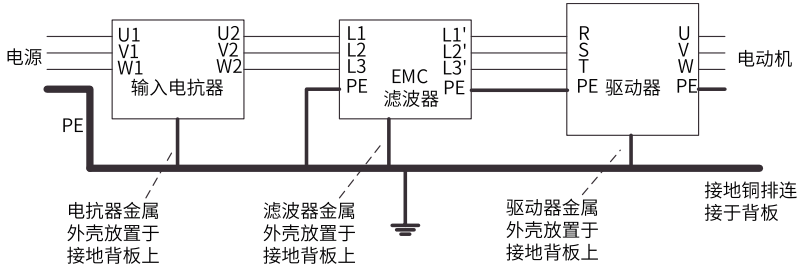 电源
PE
U1
V1
W1
U2
V2
W2
输入电抗器
L1
L2
L3
PE
EMC
滤波器
L1'
L2'
L3'
PE
R
S
T
PE
驱动器
U
V
W
PE
电动机
电抗器金属
外壳放置于
接地背板上
滤波器金属
外壳放置于
接地背板上
驱动器金属
外壳放置于
接地背板上
接地铜排连
接于背板